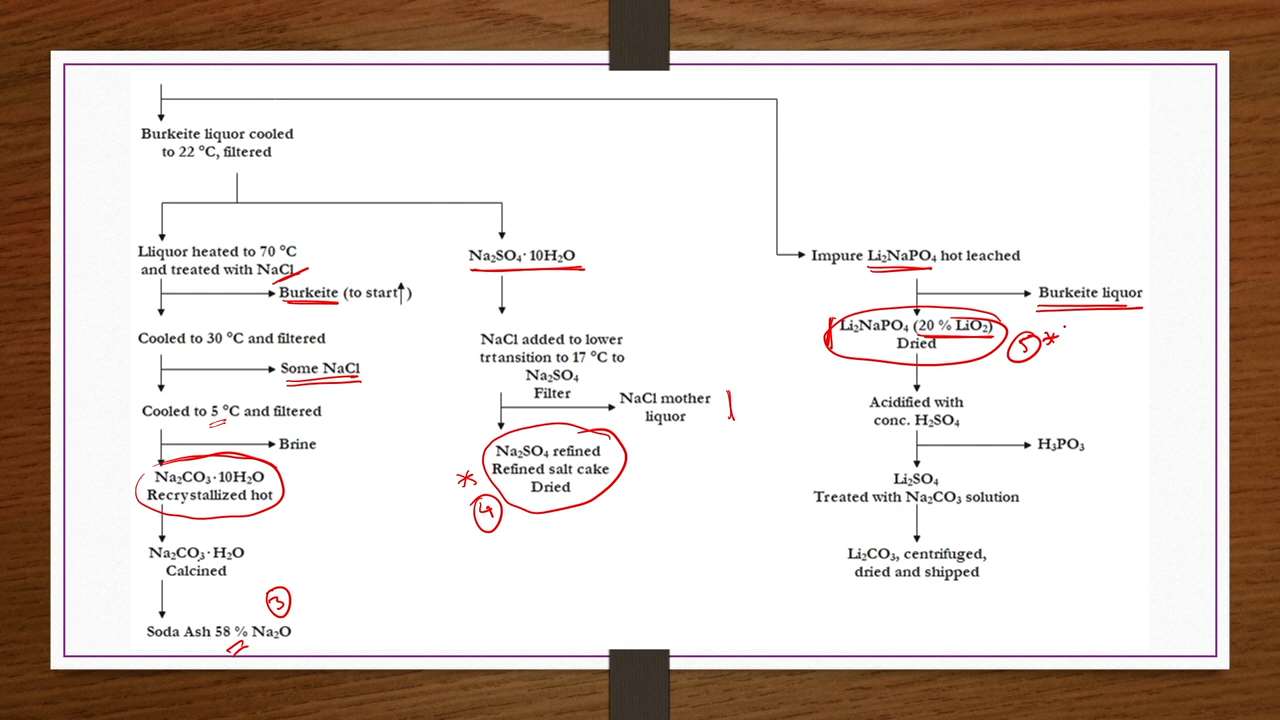 Burkeite liquor cooled
to 22 °C, filtered
Lliquor heated to 70 °C
and treated with NaCl
Burkeite (to start↑)
Cooled to 30 °C and filtered
Some NaCl
Cooled to 5 °C and filtered
Brine
Na₂CO₃·10H₂O
Recrystallized hot
Na₂CO₃·H₂O
Calcined
3
Soda Ash 58 % Na₂O
Na₂SO₄·10H₂O
NaCl added to lower
trtansition to 17 °C to
Na₂SO₄
Filter
NaCl mother
liquor
Na₂SO₄ refined
Refined salt cake
Dried
*
4
Impure Li₂NaPO₄ hot leached
Burkeite liquor
Li₂NaPO₄ (20 % LiO₂)
Dried
5 *
Acidified with
conc. H₂SO₄
H₃PO₃
Li₂SO₄
Treated with Na₂CO₃ solution
Li₂CO₃, centrifuged,
dried and shipped